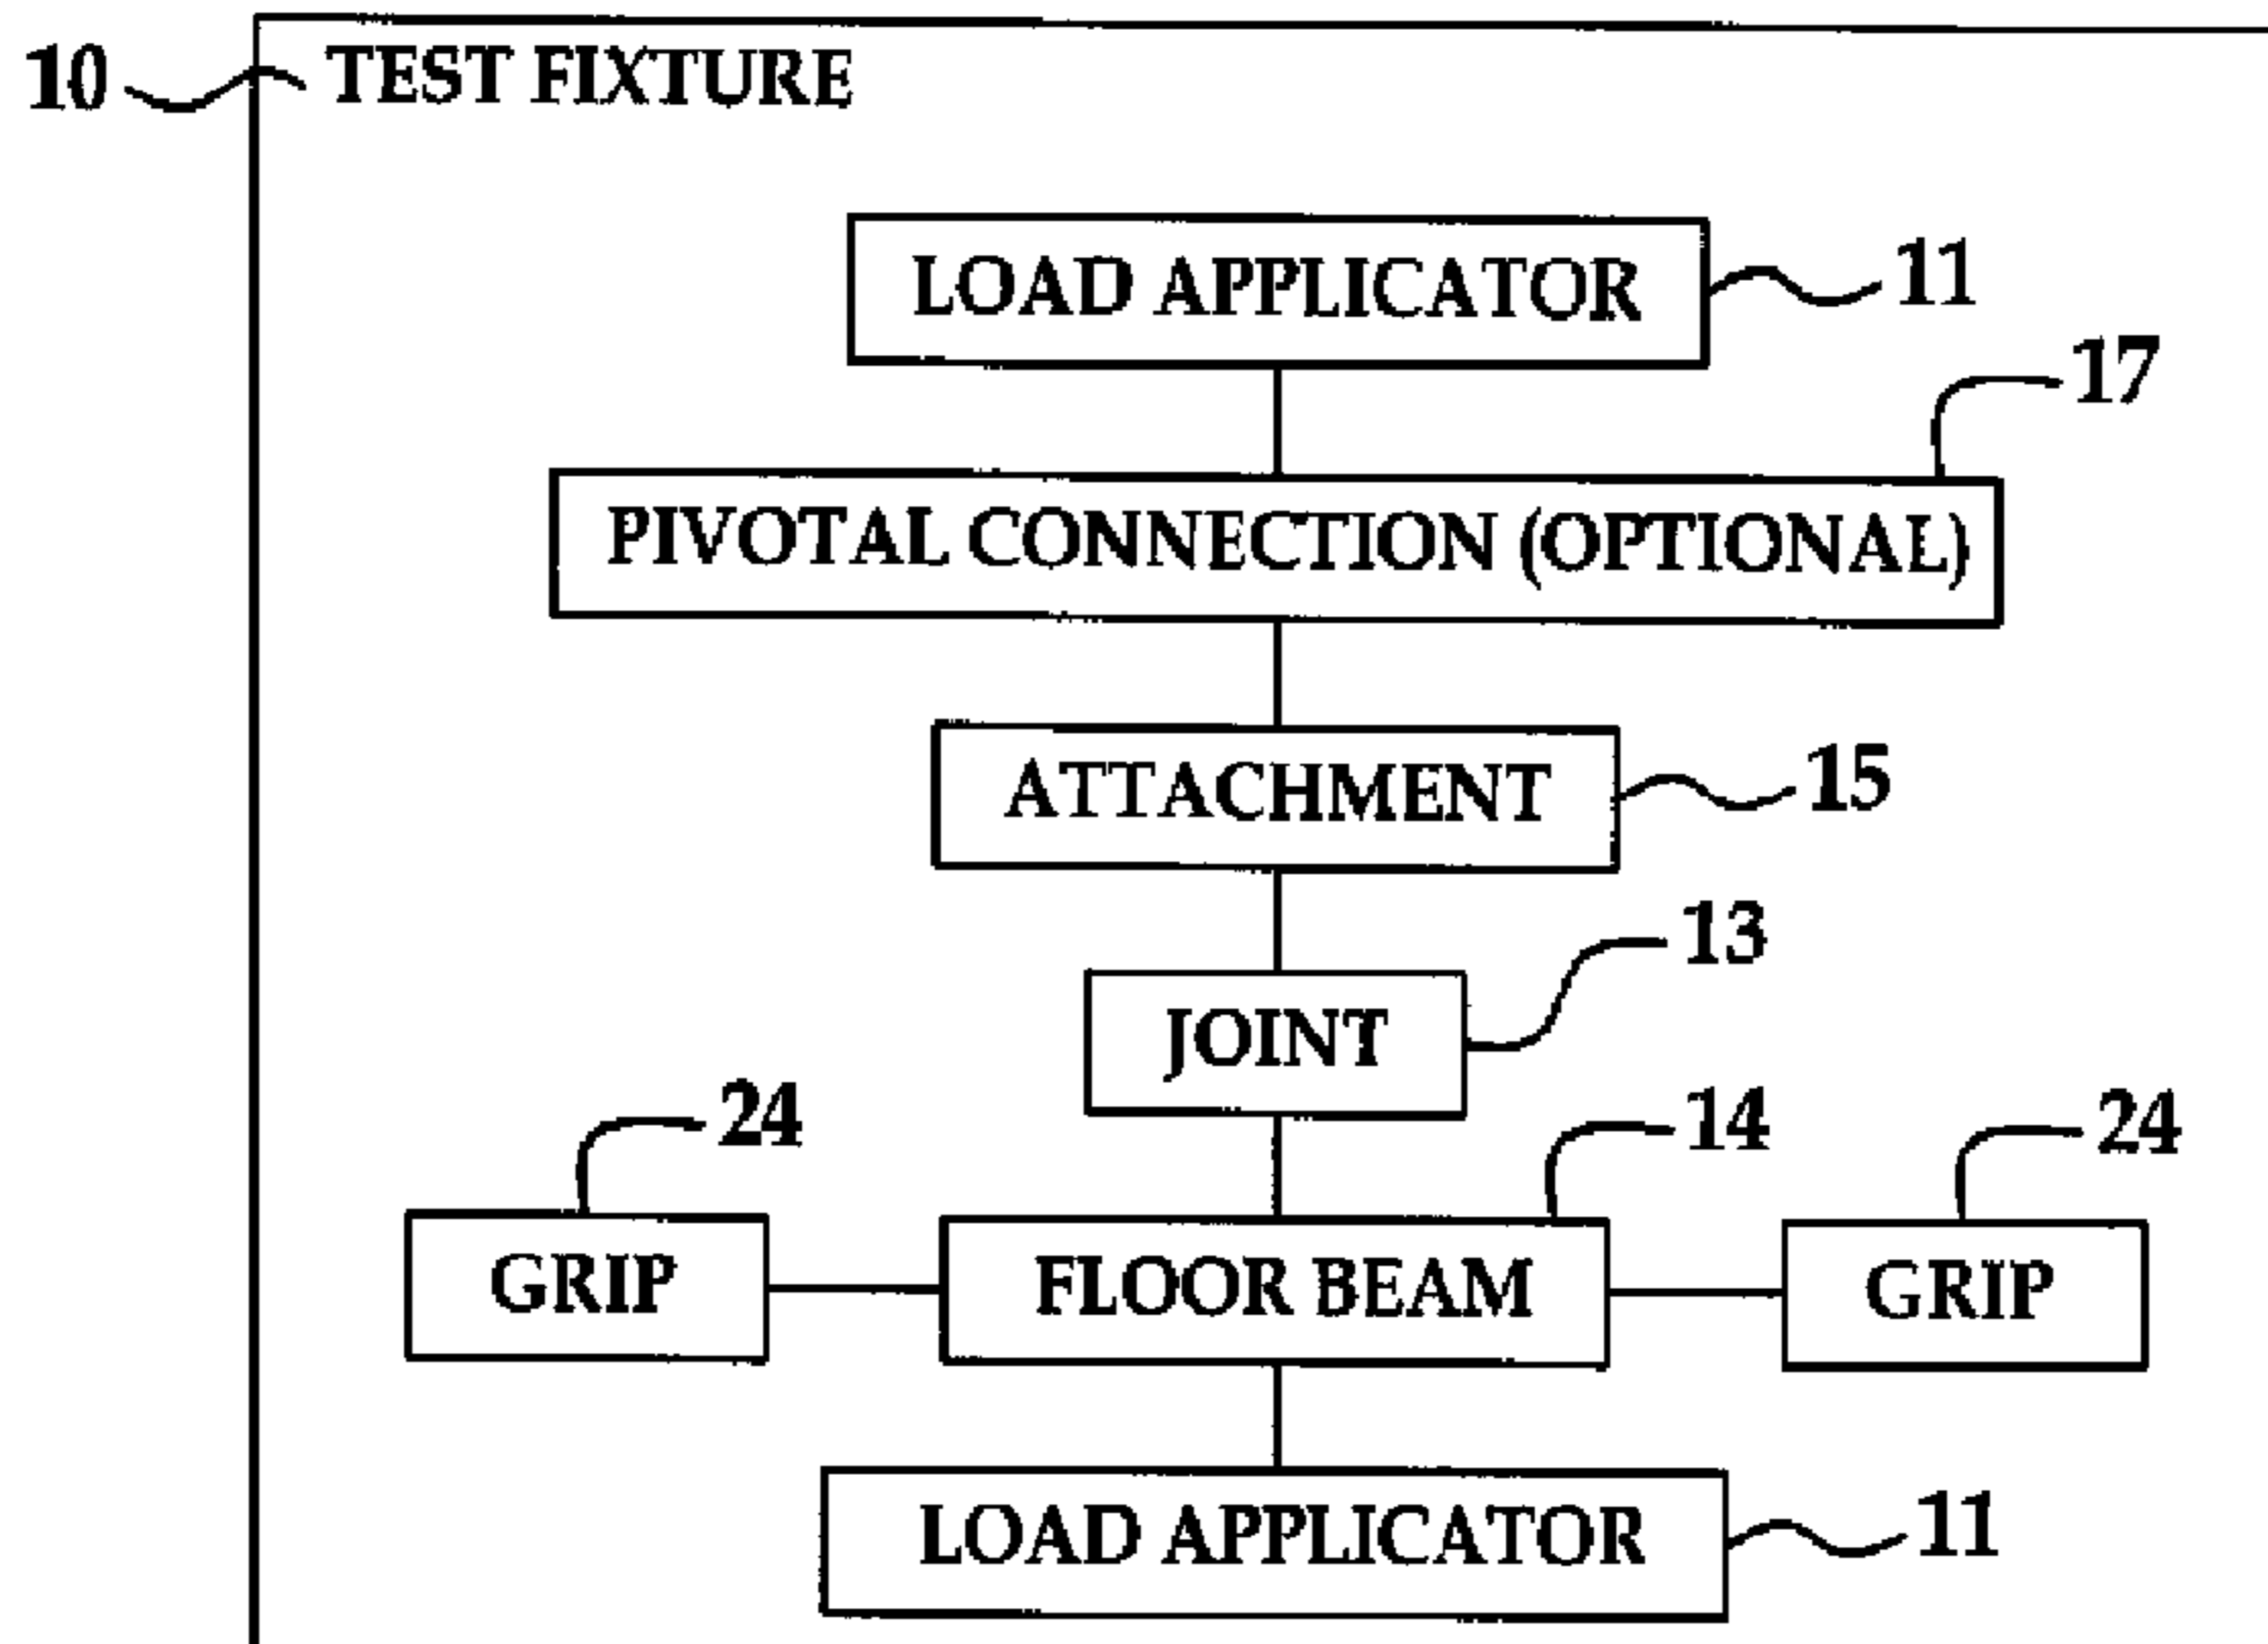 10 TEST FIXTURE
LOAD APPLICATOR 11
17
PIVOTAL CONNECTION (OPTIONAL)
ATTACHMENT 15
13
JOINT
24 14 24
GRIP FLOOR BEAM GRIP
LOAD APPLICATOR 11